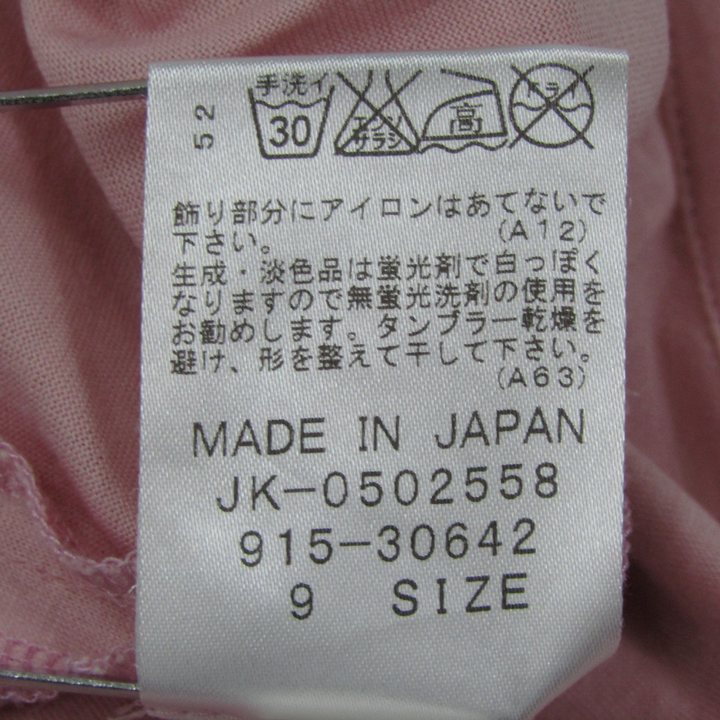 手洗イ
30
エンソ
サラシ
高
ドライ
52
飾り部分にアイロンはあてないで
下さい。 (A12)
生成・淡色品は蛍光剤で白っぽく
なりますので無蛍光洗剤の使用を
お勧めします。タンブラー乾燥を
避け、形を整えて干して下さい。
(A63)
MADE IN JAPAN
JK-0502558
915-30642
9 SIZE